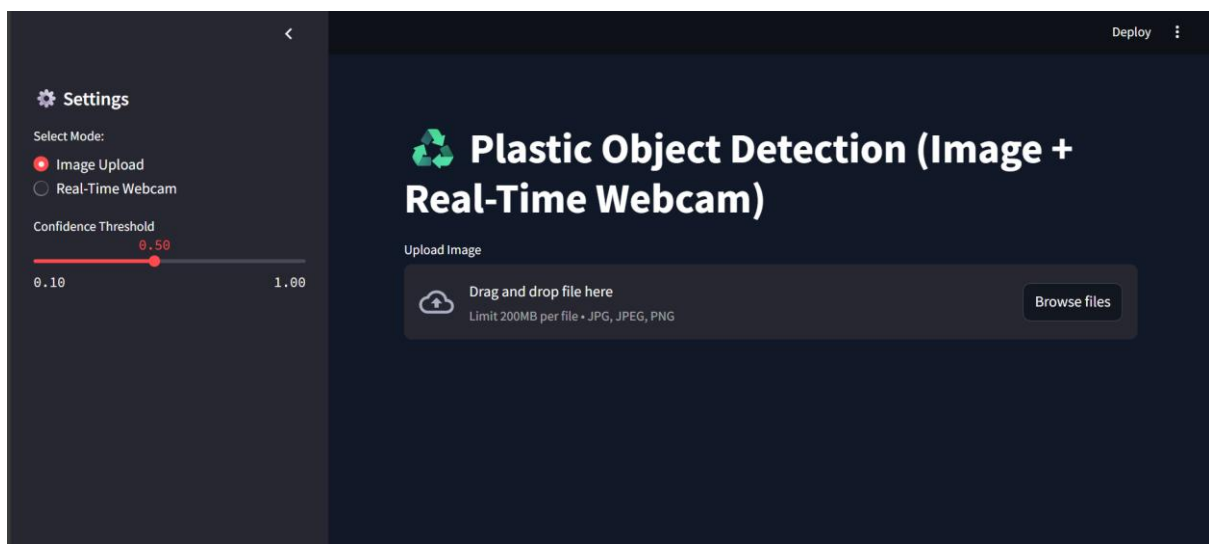 Deploy
Settings
Select Mode:
Image Upload
Real-Time Webcam
Confidence Threshold
0.50
0.10 1.00
Plastic Object Detection (Image +
Real-Time Webcam)
Upload Image
Drag and drop file here
Limit 200MB per file • JPG, JPEG, PNG
Browse files